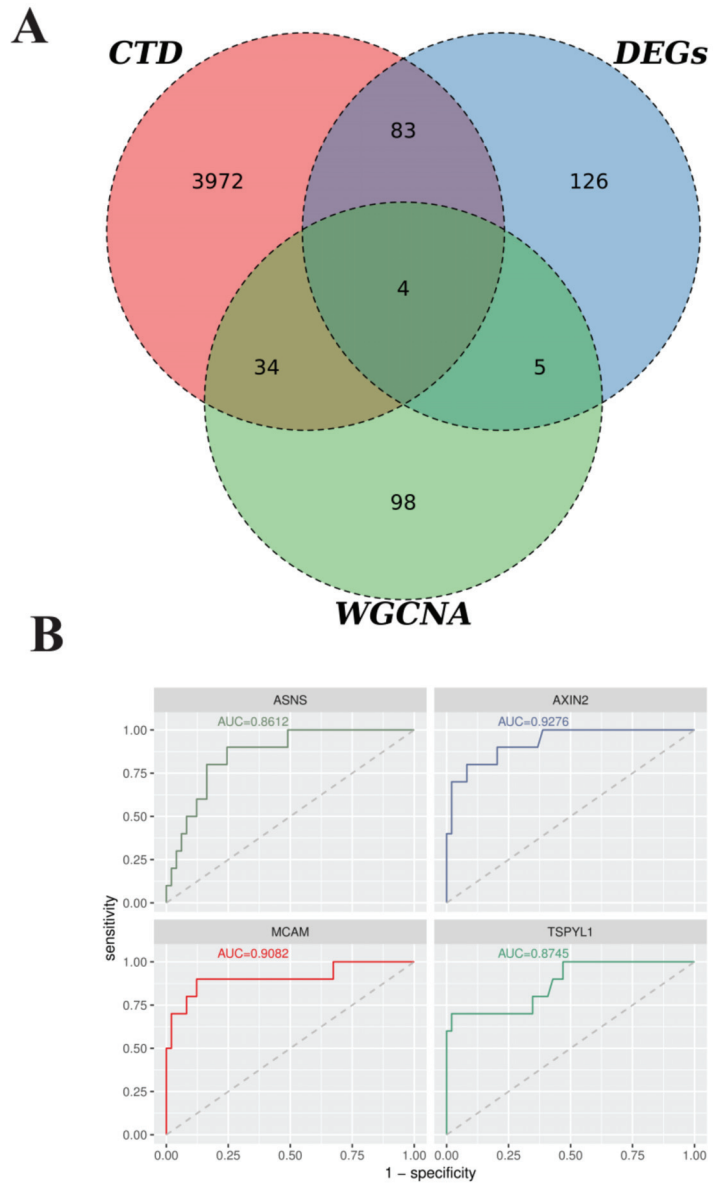 A
CTD
DEGs
83
3972
126
4
34
5
98
WGCNA
B
ASNS
AXIN2
AUC=0.8612
AUC=0.9276
1.00
0.75
0.50
0.25
0.00
MCAM
TSPYL1
AUC=0.9082
AUC=0.8745
1.00
0.75
0.50
0.25
0.00
sensitivity
0.00 0.25 0.50 0.75 1.00
0.00 0.25 0.50 0.75 1.00
1 − specificity